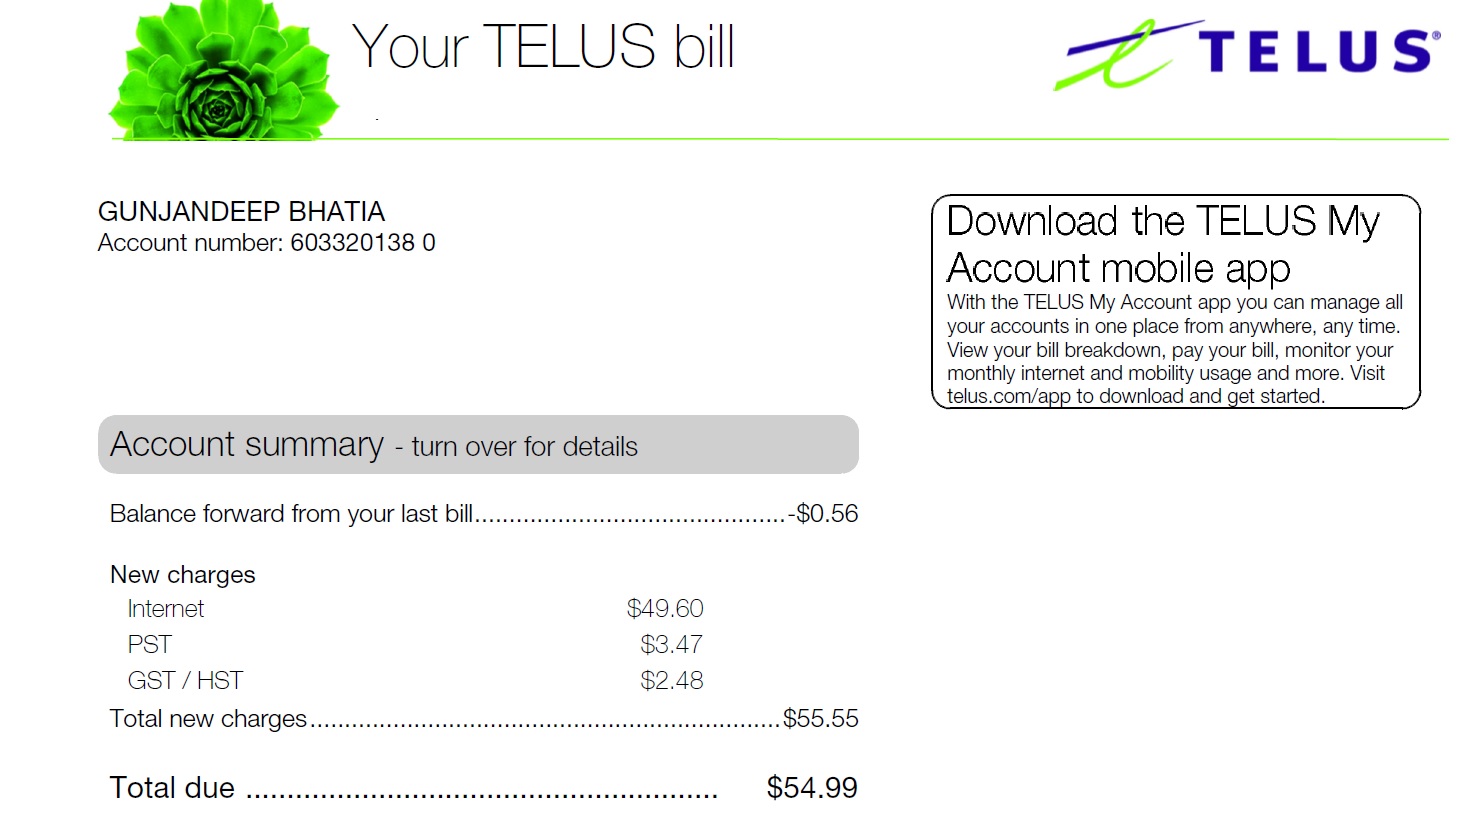 Your TELUS bill
TELUS®
GUNJANDEEP BHATIA
Account number: 603320138 0
Download the TELUS My
Account mobile app
With the TELUS My Account app you can manage all
your accounts in one place from anywhere, any time.
View your bill breakdown, pay your bill, monitor your
monthly internet and mobility usage and more. Visit
telus.com/app to download and get started.
Account summary - turn over for details
Balance forward from your last bill.............................................-$0.56
New charges
Internet $49.60
PST $3.47
GST / HST $2.48
Total new charges....................................................................$55.55
Total due .......................................................... $54.99